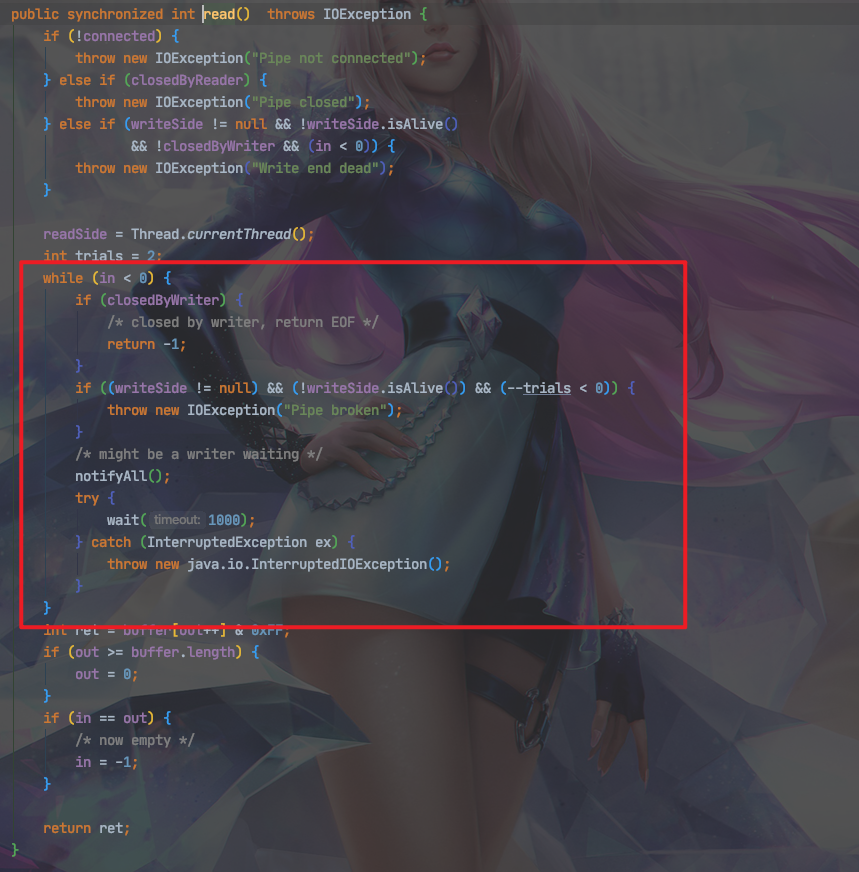 public synchronized int read()  throws IOException {
    if (!connected) {
        throw new IOException("Pipe not connected");
    } else if (closedByReader) {
        throw new IOException("Pipe closed");
    } else if (writeSide != null && !writeSide.isAlive()
               && !closedByWriter && (in < 0)) {
        throw new IOException("Write end dead");
    }

    readSide = Thread.currentThread();
    int trials = 2;
    while (in < 0) {
        if (closedByWriter) {
            /* closed by writer, return EOF */
            return -1;
        }
        if ((writeSide != null) && (!writeSide.isAlive()) && (--trials < 0)) {
            throw new IOException("Pipe broken");
        }
        /* might be a writer waiting */
        notifyAll();
        try {
            wait( timeout: 1000);
        } catch (InterruptedException ex) {
            throw new java.io.InterruptedIOException();
        }
    }
    int ret = buffer[out++] & 0xFF;
    if (out >= buffer.length) {
        out = 0;
    }
    if (in == out) {
        /* now empty */
        in = -1;
    }

    return ret;
}